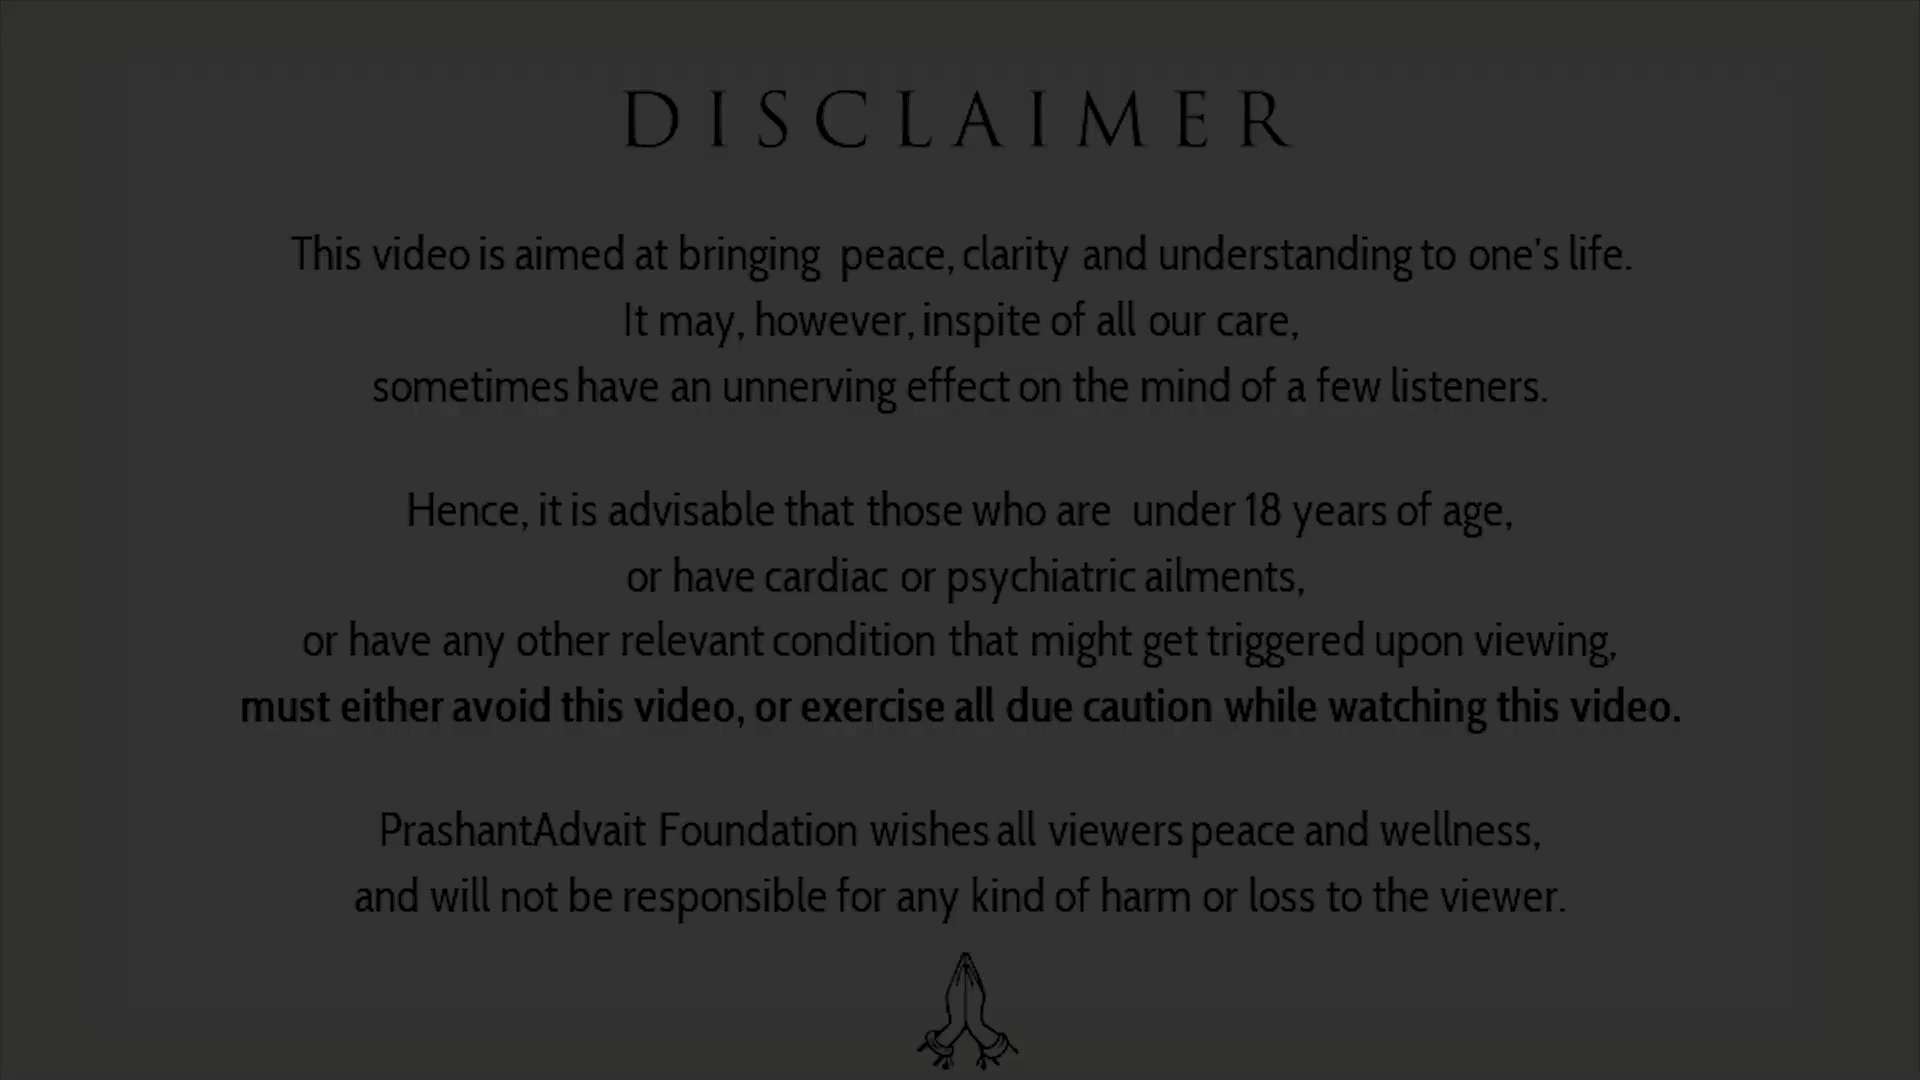 DISCLAIMER
This video is aimed at bringing peace, clarity and understanding to one's life.
It may, however, inspite of all our care,
sometimes have an unnerving effect on the mind of a few listeners.
Hence, it is advisable that those who are under 18 years of age,
or have cardiac or psychiatric ailments,
or have any other relevant condition that might get triggered upon viewing,
must either avoid this video, or exercise all due caution while watching this video.
PrashantAdvait Foundation wishes all viewers peace and wellness,
and will not be responsible for any kind of harm or loss to the viewer.